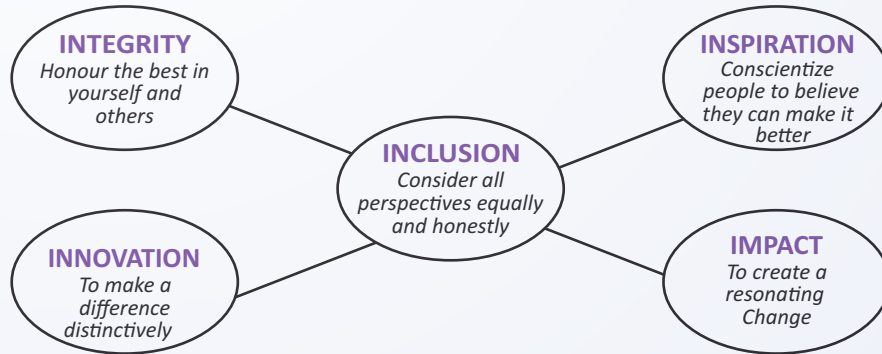 INTEGRITY
Honour the best in
yourself and
others
INSPIRATION
Conscientize
people to believe
they can make it
better
INCLUSION
Consider all
perspectives equally
and honestly
INNOVATION
To make a
difference
distinctively
IMPACT
To create a
resonating
Change